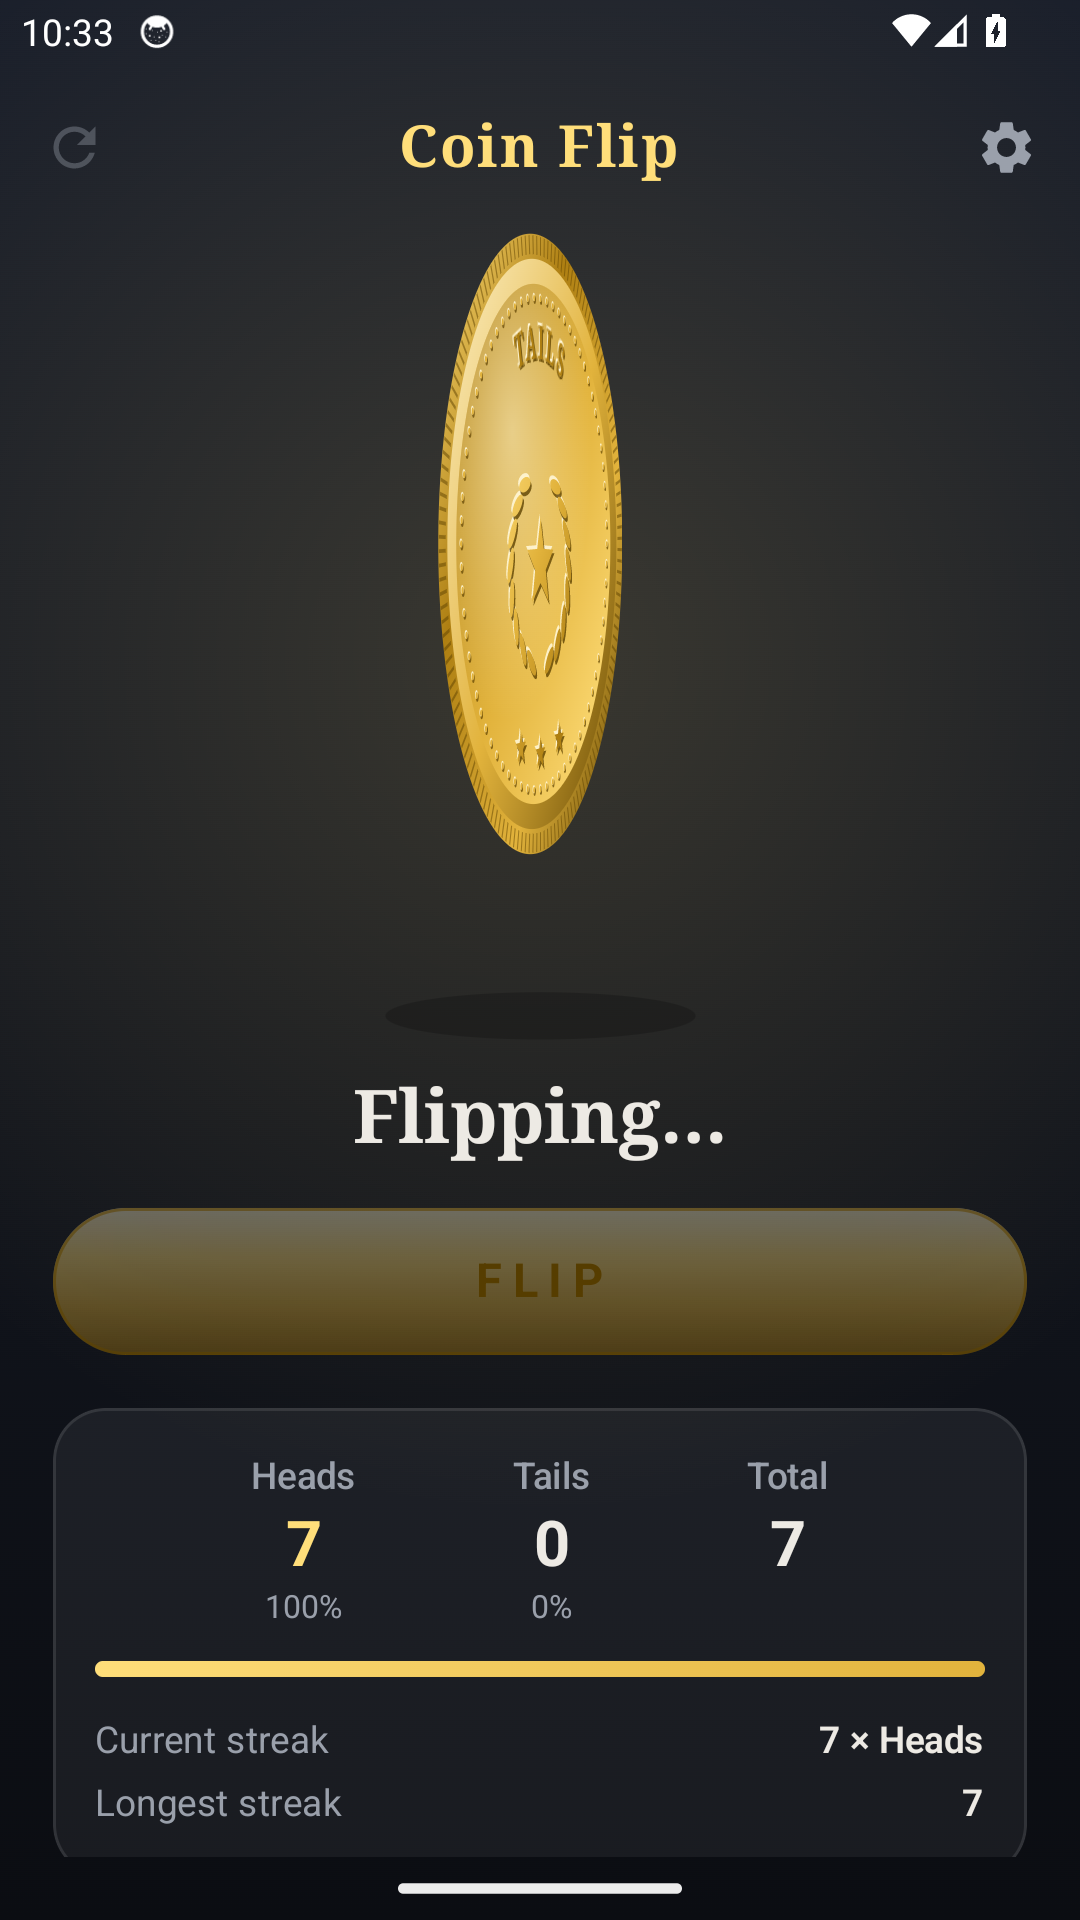 10:33
Coin Flip
TAILS
Flipping...
FLIP
Heads Tails Total
7 0 7
100% 0%
Current streak 7 × Heads
Longest streak 7